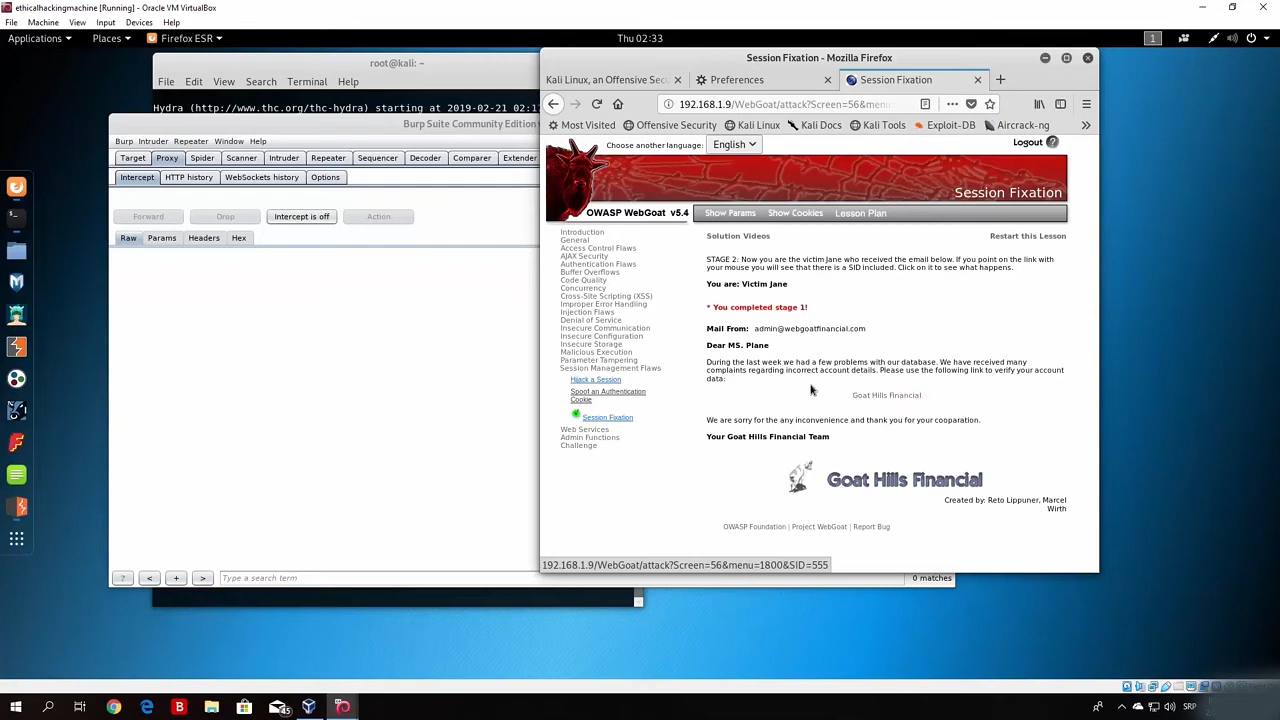 ethicalhackingmachine [Running] - Oracle VM VirtualBox
File Machine View Input Devices Help
Applications Places Firefox ESR Thu 02:33 1
root@kali: ~
File Edit View Search Terminal Help
Hydra (http://www.thc.org/thc-hydra) starting at 2019-02-21 02:1
Burp Suite Community Edition
Burp Intruder Repeater Window Help
Target Proxy Spider Scanner Intruder Repeater Sequencer Decoder Comparer Extender
Intercept HTTP history WebSockets history Options
Forward Drop Intercept is off Action
Raw Params Headers Hex
? < + > Type a search term 0 matches
Session Fixation - Mozilla Firefox
Kali Linux, an Offensive Sec Preferences Session Fixation
192.168.1.9/WebGoat/attack?Screen=56&menu=
Most Visited Offensive Security Kali Linux Kali Docs Kali Tools Exploit-DB Aircrack-ng
Choose another language: English Logout ?
Session Fixation
OWASP WebGoat v5.4 Show Params Show Cookies Lesson Plan
Introduction
General
Access Control Flaws
AJAX Security
Authentication Flaws
Buffer Overflows
Code Quality
Concurrency
Cross-Site Scripting (XSS)
Improper Error Handling
Injection Flaws
Denial of Service
Insecure Communication
Insecure Configuration
Insecure Storage
Malicious Execution
Parameter Tampering
Session Management Flaws
Hijack a Session
Spoof an Authentication
Cookie
Session Fixation
Web Services
Admin Functions
Challenge
Solution Videos Restart this Lesson
STAGE 2: Now you are the victim Jane who received the email below. If you point on the link with
your mouse you will see that there is a SID included. Click on it to see what happens.
You are: Victim Jane
* You completed stage 1!
Mail From: admin@webgoatfinancial.com
Dear MS. Plane
During the last week we had a few problems with our database. We have received many
complaints regarding incorrect account details. Please use the following link to verify your account
data:
Goat Hills Financial
We are sorry for the any inconvenience and thank you for your cooparation.
Your Goat Hills Financial Team
Goat Hills Financial
Created by: Reto Lippuner, Marcel
Wirth
OWASP Foundation | Project WebGoat | Report Bug
192.168.1.9/WebGoat/attack?Screen=56&menu=1800&SID=555
45 SRP